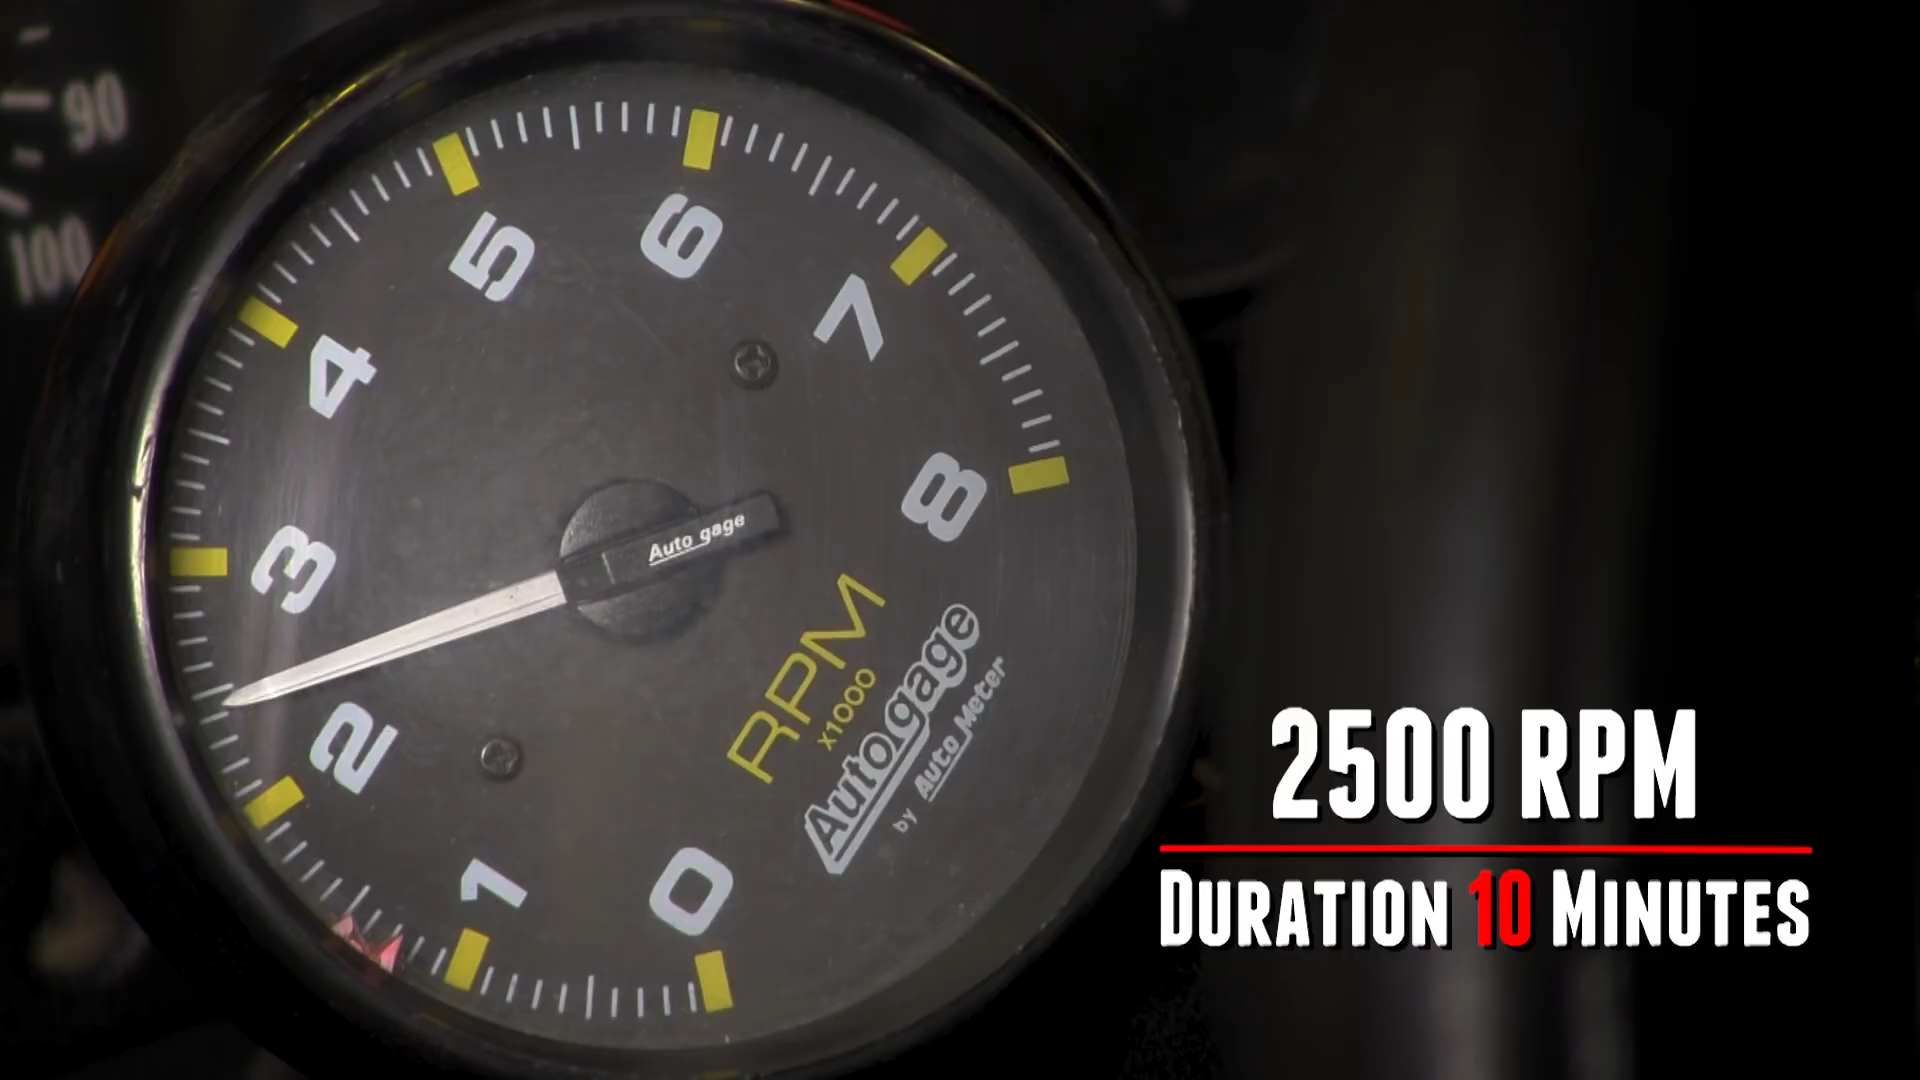 90
100
5
6
7
4
8
3
Auto gage
2
RPM
x1000
Autogage
by Auto Meter
1
0
2500 RPM
DURATION 10 MINUTES